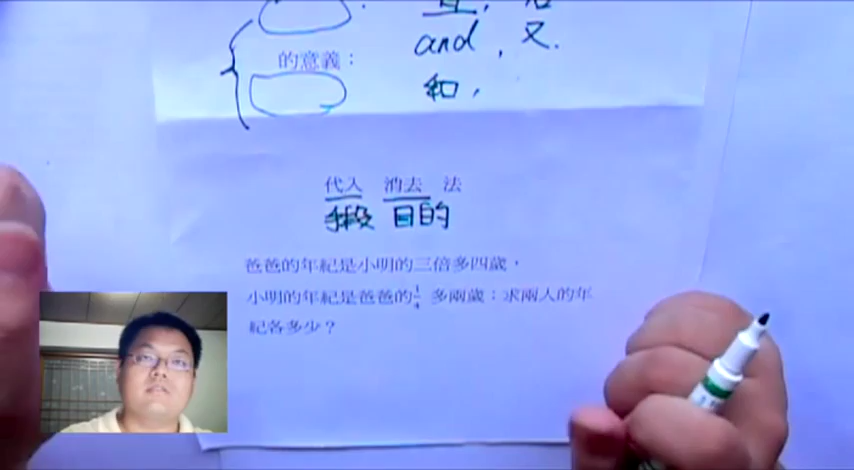 and , 又.
的意義：
和 ,
代入 消去 法
手段 目的
爸爸的年紀是小明的三倍多四歲，
小明的年紀是爸爸的1/4 多兩歲：求兩人的年
紀各多少？